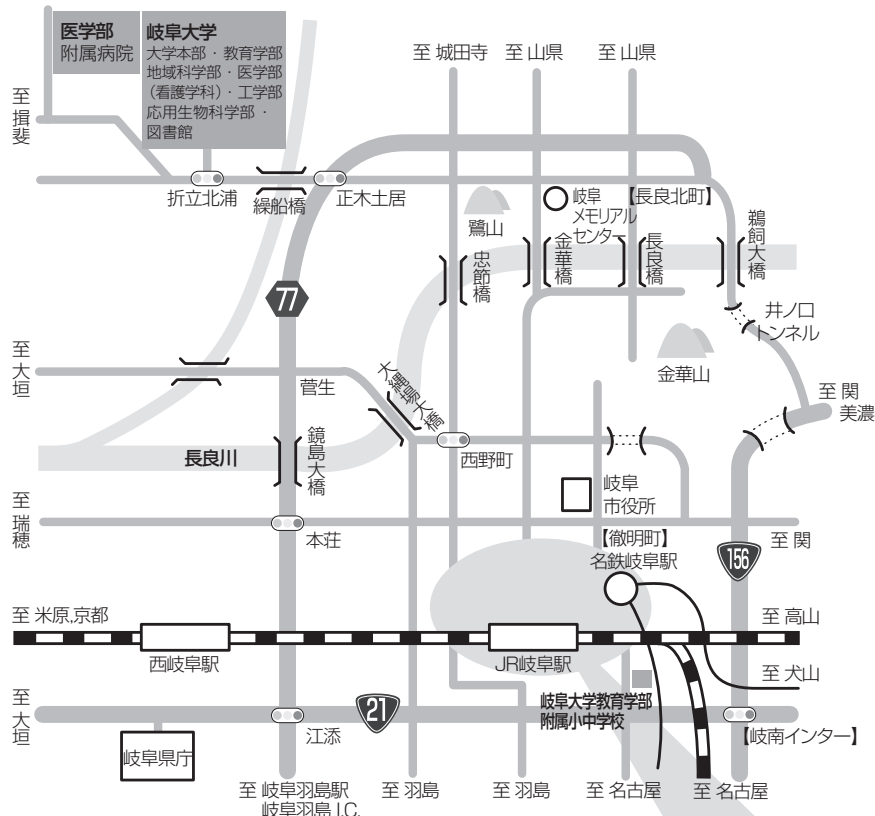 医学部
附属病院
岐阜大学
大学本部・教育学部
地域科学部・医学部
(看護学科)・工学部
応用生物科学部・
図書館
至 城田寺
至 山県
至 山県
至
揖斐
折立北浦
繰船橋
正木土居
鷺山
岐阜
メモリアル
センター
【長良北町】
忠節橋
金華橋
長良橋
鵜飼大橋
77
井ノ口
トンネル
金華山
至
大垣
菅生
大縄場大橋
至 関
美濃
長良川
鏡島大橋
西野町
岐阜
市役所
至
瑞穂
本荘
【徹明町】
名鉄岐阜駅
至 関
156
至 米原,京都
至 高山
西岐阜駅
JR岐阜駅
至 犬山
至
大垣
21
岐阜大学教育学部
附属小中学校
江添
【岐南インター】
岐阜県庁
至 岐阜羽島駅
岐阜羽島 I.C.
至 羽島
至 羽島
至 名古屋
至 名古屋